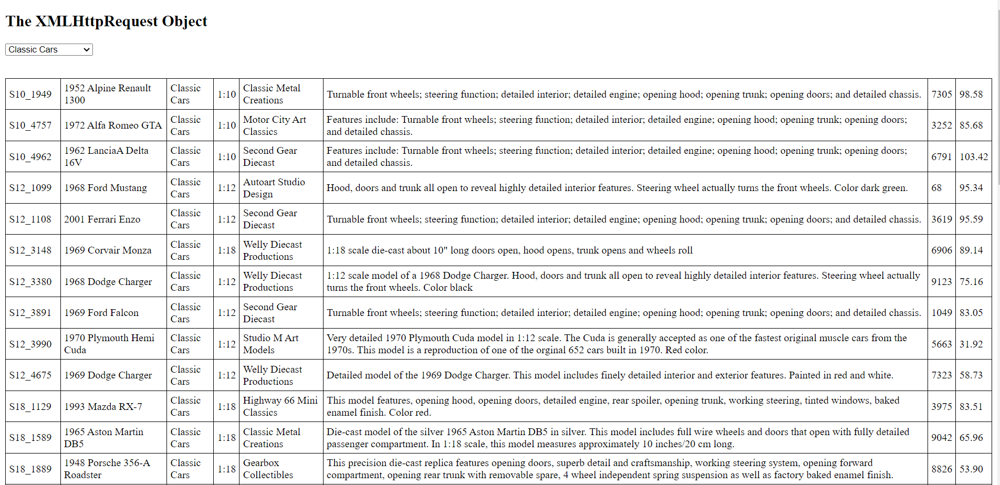 The XMLHttpRequest Object
Classic Cars
S10_1949 1952 Alpine Renault 1300 Classic Cars 1:10 Classic Metal Creations Turnable front wheels; steering function; detailed interior; detailed engine; opening hood; opening trunk; opening doors; and detailed chassis. 7305 98.58
S10_4757 1972 Alfa Romeo GTA Classic Cars 1:10 Motor City Art Classics Features include: Turnable front wheels; steering function; detailed interior; detailed engine; opening hood; opening trunk; opening doors; and detailed chassis. 3252 85.68
S10_4962 1962 LanciaA Delta 16V Classic Cars 1:10 Second Gear Diecast Features include: Turnable front wheels; steering function; detailed interior; detailed engine; opening hood; opening trunk; opening doors; and detailed chassis. 6791 103.42
S12_1099 1968 Ford Mustang Classic Cars 1:12 Autoart Studio Design Hood, doors and trunk all open to reveal highly detailed interior features. Steering wheel actually turns the front wheels. Color dark green. 68 95.34
S12_1108 2001 Ferrari Enzo Classic Cars 1:12 Second Gear Diecast Turnable front wheels; steering function; detailed interior; detailed engine; opening hood; opening trunk; opening doors; and detailed chassis. 3619 95.59
S12_3148 1969 Corvair Monza Classic Cars 1:18 Welly Diecast Productions 1:18 scale die-cast about 10" long doors open, hood opens, trunk opens and wheels roll 6906 89.14
S12_3380 1968 Dodge Charger Classic Cars 1:12 Welly Diecast Productions 1:12 scale model of a 1968 Dodge Charger. Hood, doors and trunk all open to reveal highly detailed interior features. Steering wheel actually turns the front wheels. Color black 9123 75.16
S12_3891 1969 Ford Falcon Classic Cars 1:12 Second Gear Diecast Turnable front wheels; steering function; detailed interior; detailed engine; opening hood; opening trunk; opening doors; and detailed chassis. 1049 83.05
S12_3990 1970 Plymouth Hemi Cuda Classic Cars 1:12 Studio M Art Models Very detailed 1970 Plymouth Cuda model in 1:12 scale. The Cuda is generally accepted as one of the fastest original muscle cars from the 1970s. This model is a reproduction of one of the orginal 652 cars built in 1970. Red color. 5663 31.92
S12_4675 1969 Dodge Charger Classic Cars 1:12 Welly Diecast Productions Detailed model of the 1969 Dodge Charger. This model includes finely detailed interior and exterior features. Painted in red and white. 7323 58.73
S18_1129 1993 Mazda RX-7 Classic Cars 1:18 Highway 66 Mini Classics This model features, opening hood, opening doors, detailed engine, rear spoiler, opening trunk, working steering, tinted windows, baked enamel finish. Color red. 3975 83.51
S18_1589 1965 Aston Martin DB5 Classic Cars 1:18 Classic Metal Creations Die-cast model of the silver 1965 Aston Martin DB5 in silver. This model includes full wire wheels and doors that open with fully detailed passenger compartment. In 1:18 scale, this model measures approximately 10 inches/20 cm long. 9042 65.96
S18_1889 1948 Porsche 356-A Roadster Classic Cars 1:18 Gearbox Collectibles This precision die-cast replica features opening doors, superb detail and craftsmanship, working steering system, opening forward compartment, opening rear trunk with removable spare, 4 wheel independent spring suspension as well as factory baked enamel finish. 8826 53.90